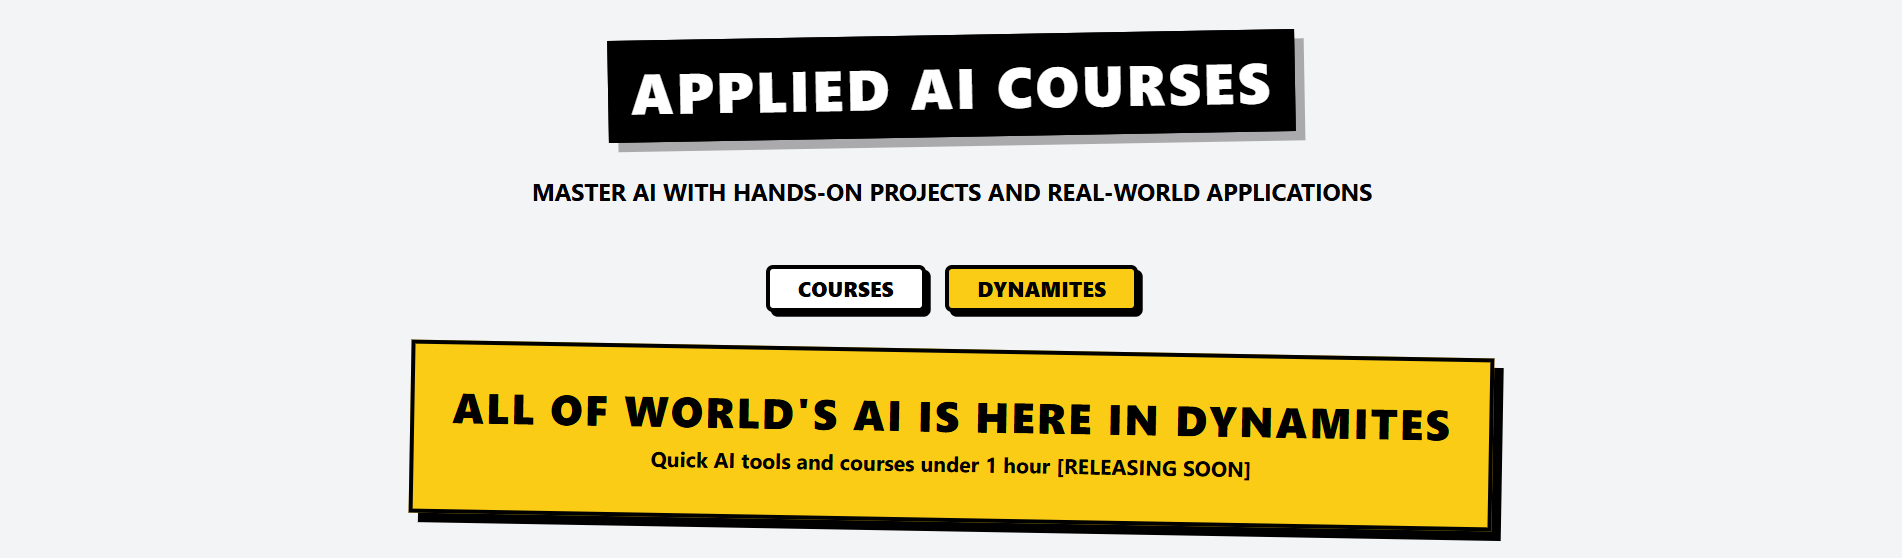 APPLIED AI COURSES
MASTER AI WITH HANDS-ON PROJECTS AND REAL-WORLD APPLICATIONS
COURSES
DYNAMITES
ALL OF WORLD'S AI IS HERE IN DYNAMITES
Quick AI tools and courses under 1 hour [RELEASING SOON]